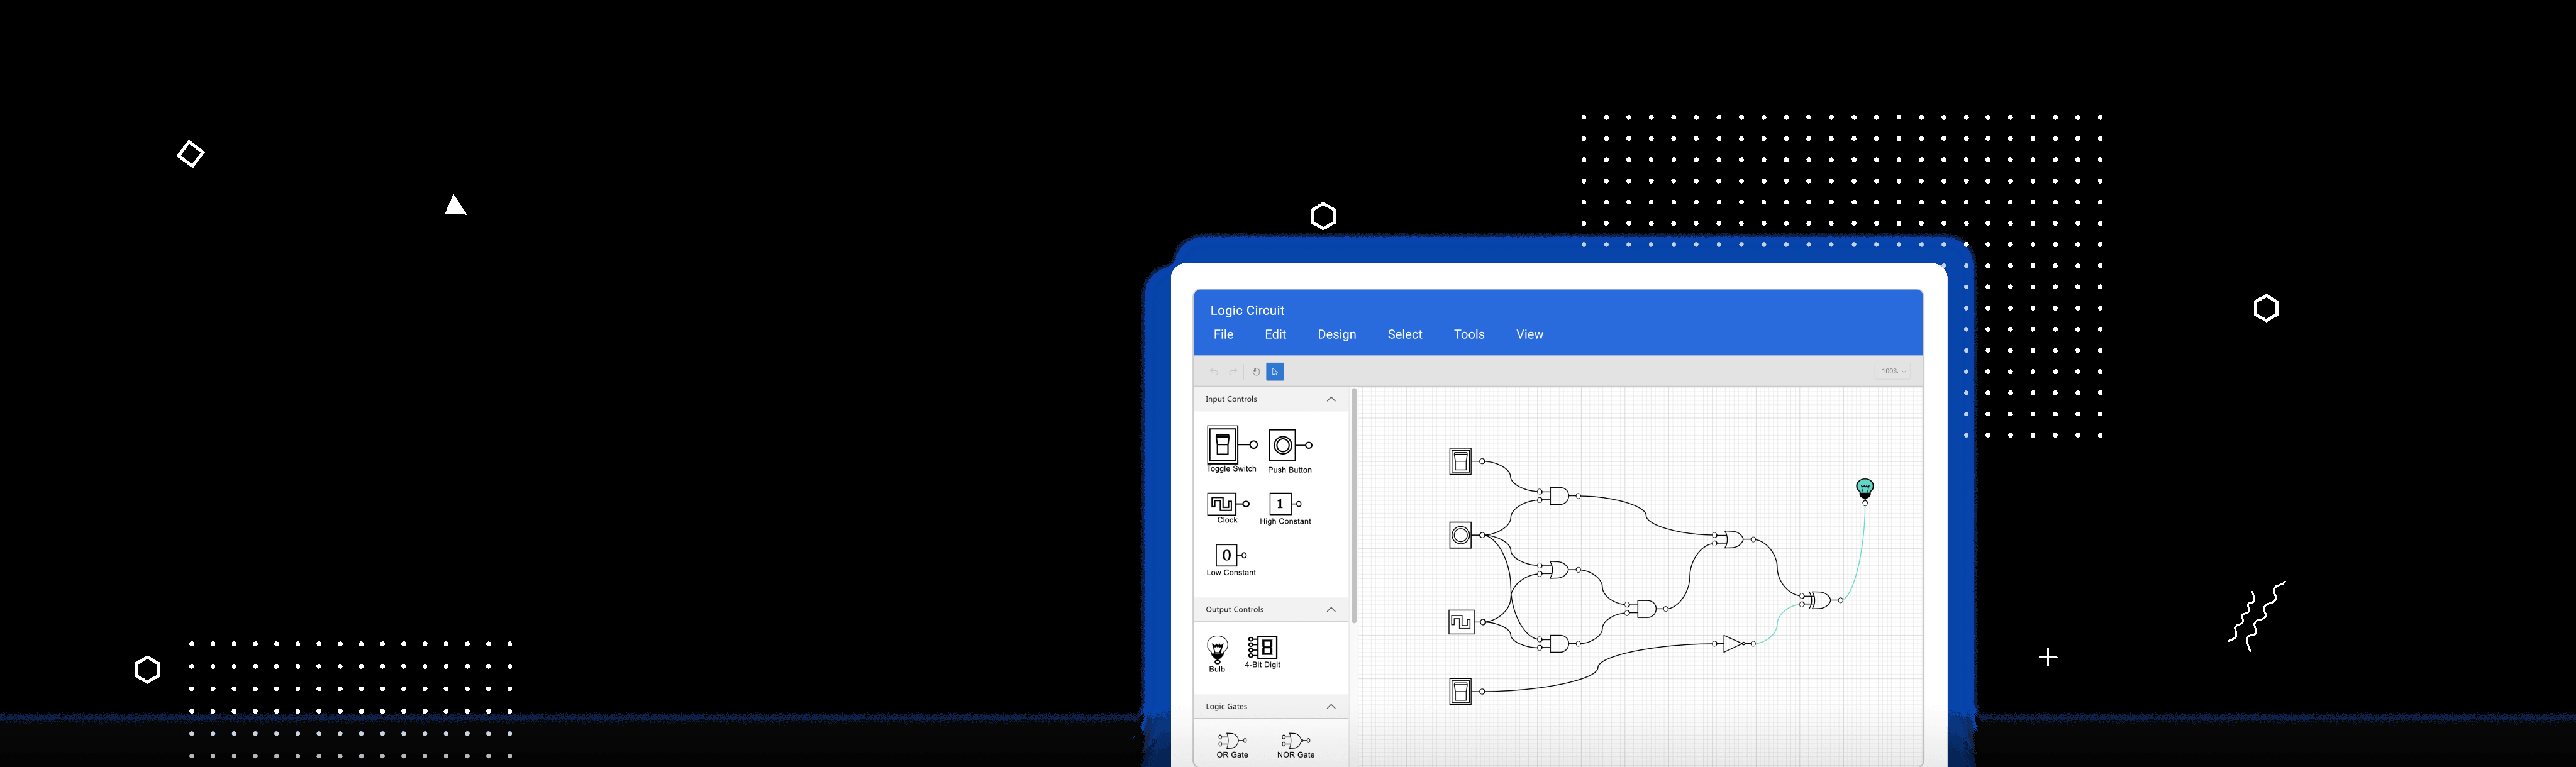 Logic Circuit
File Edit Design Select Tools View
100%
Input Controls
Toggle Switch Push Button
1
Clock High Constant
0
Low Constant
Output Controls
Bulb 4-Bit Digit
Logic Gates
OR Gate NOR Gate